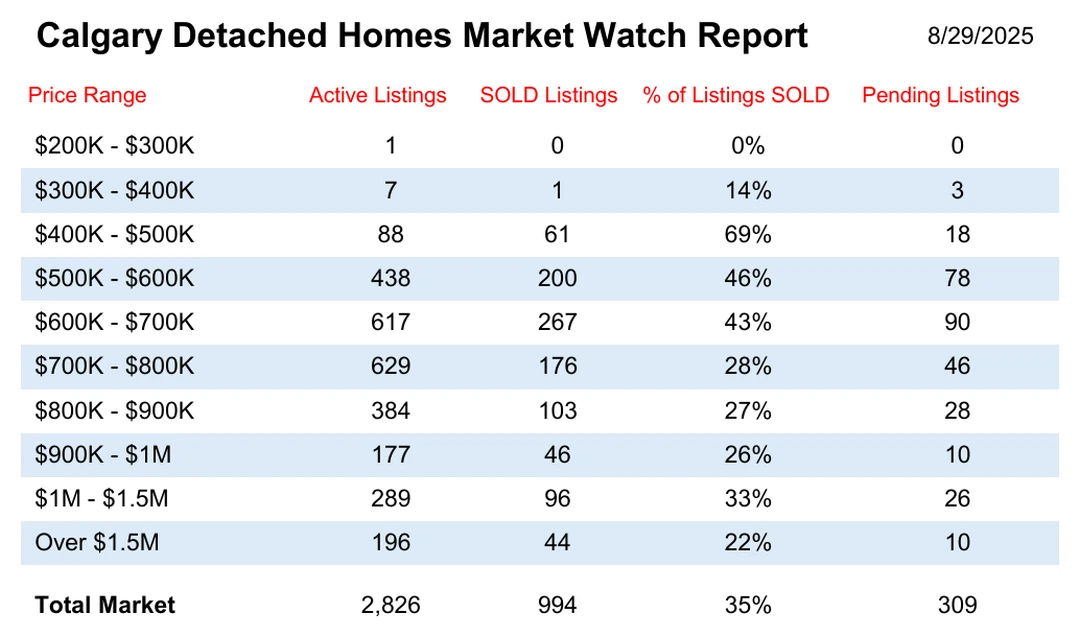 Calgary Detached Homes Market Watch Report 8/29/2025
Price Range Active Listings SOLD Listings % of Listings SOLD Pending Listings
$200K - $300K 1 0 0% 0
$300K - $400K 7 1 14% 3
$400K - $500K 88 61 69% 18
$500K - $600K 438 200 46% 78
$600K - $700K 617 267 43% 90
$700K - $800K 629 176 28% 46
$800K - $900K 384 103 27% 28
$900K - $1M 177 46 26% 10
$1M - $1.5M 289 96 33% 26
Over $1.5M 196 44 22% 10
Total Market 2,826 994 35% 309